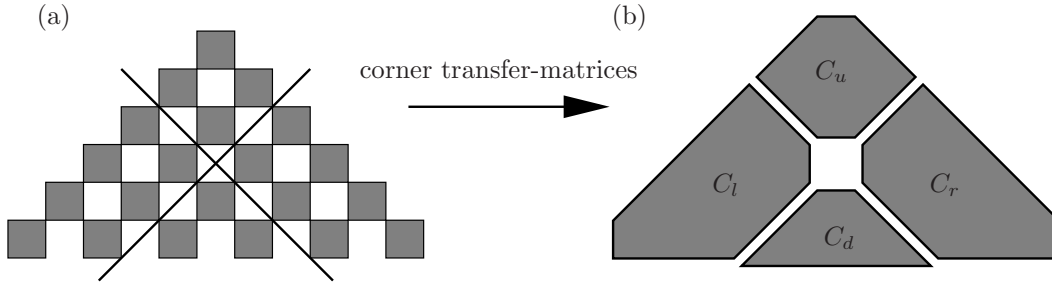 (a)
(b)
corner transfer-matrices
C_u
C_l
C_r
C_d